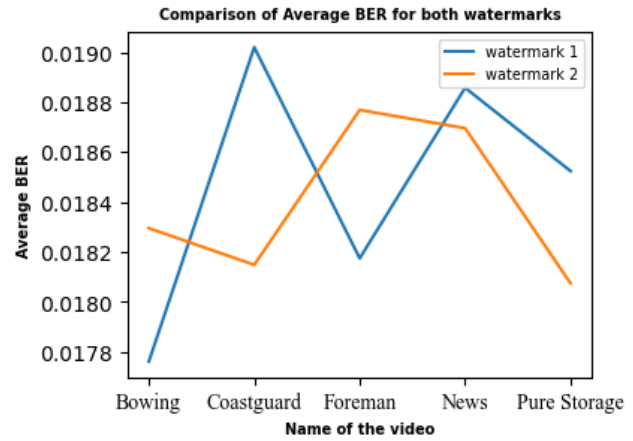 Comparison of Average BER for both watermarks
watermark 1
watermark 2
0.0190
0.0188
0.0186
0.0184
0.0182
0.0180
0.0178
Average BER
Bowing Coastguard Foreman News Pure Storage
Name of the video